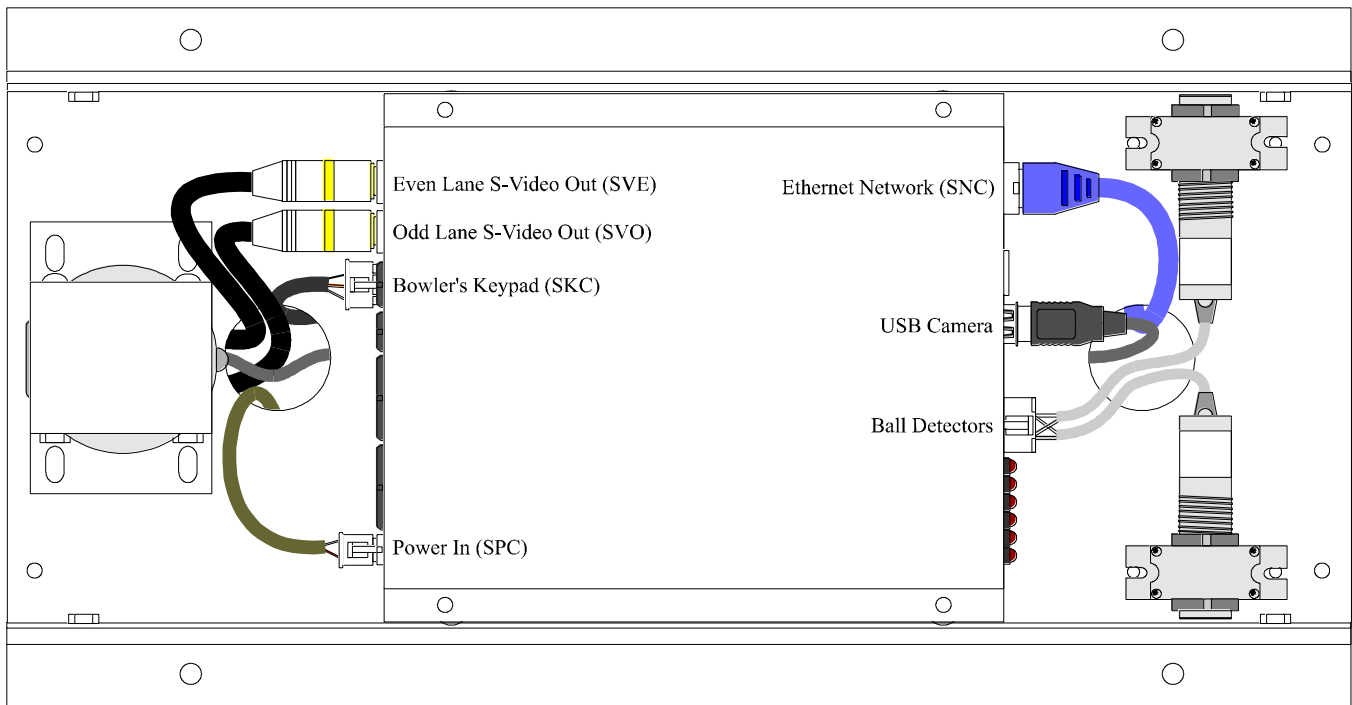 Even Lane S-Video Out (SVE)
Odd Lane S-Video Out (SVO)
Bowler's Keypad (SKC)
Power In (SPC)
Ethernet Network (SNC)
USB Camera
Ball Detectors